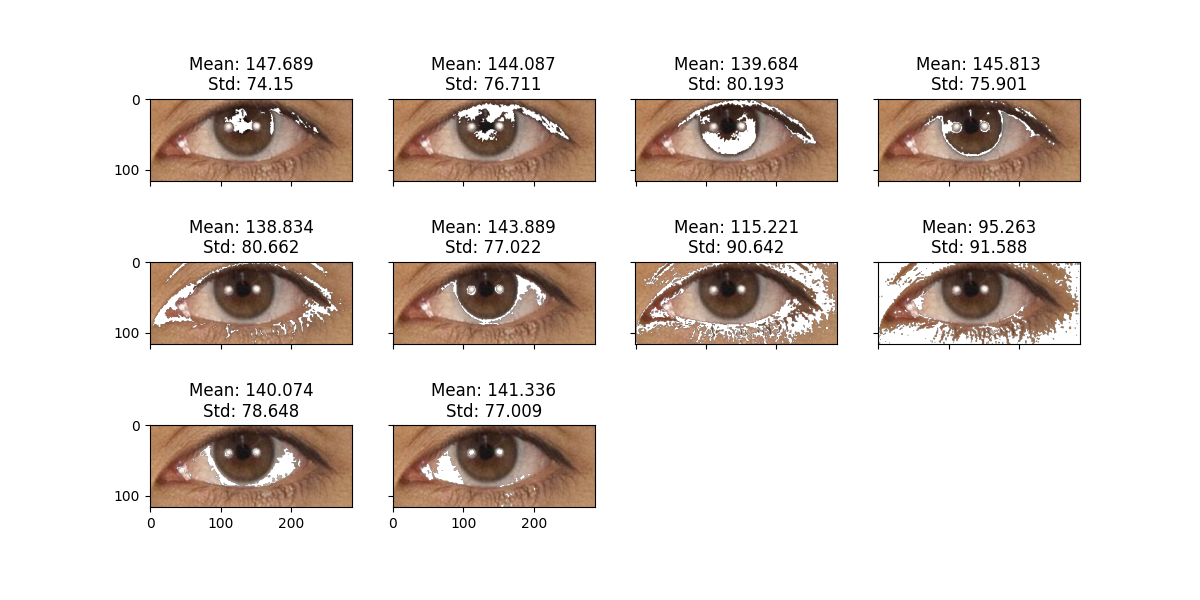 Mean: 147.689
Std: 74.15
Mean: 144.087
Std: 76.711
Mean: 139.684
Std: 80.193
Mean: 145.813
Std: 75.901
0
100
Mean: 138.834
Std: 80.662
Mean: 143.889
Std: 77.022
Mean: 115.221
Std: 90.642
Mean: 95.263
Std: 91.588
0
100
Mean: 140.074
Std: 78.648
Mean: 141.336
Std: 77.009
0
100
0 100 200
0 100 200